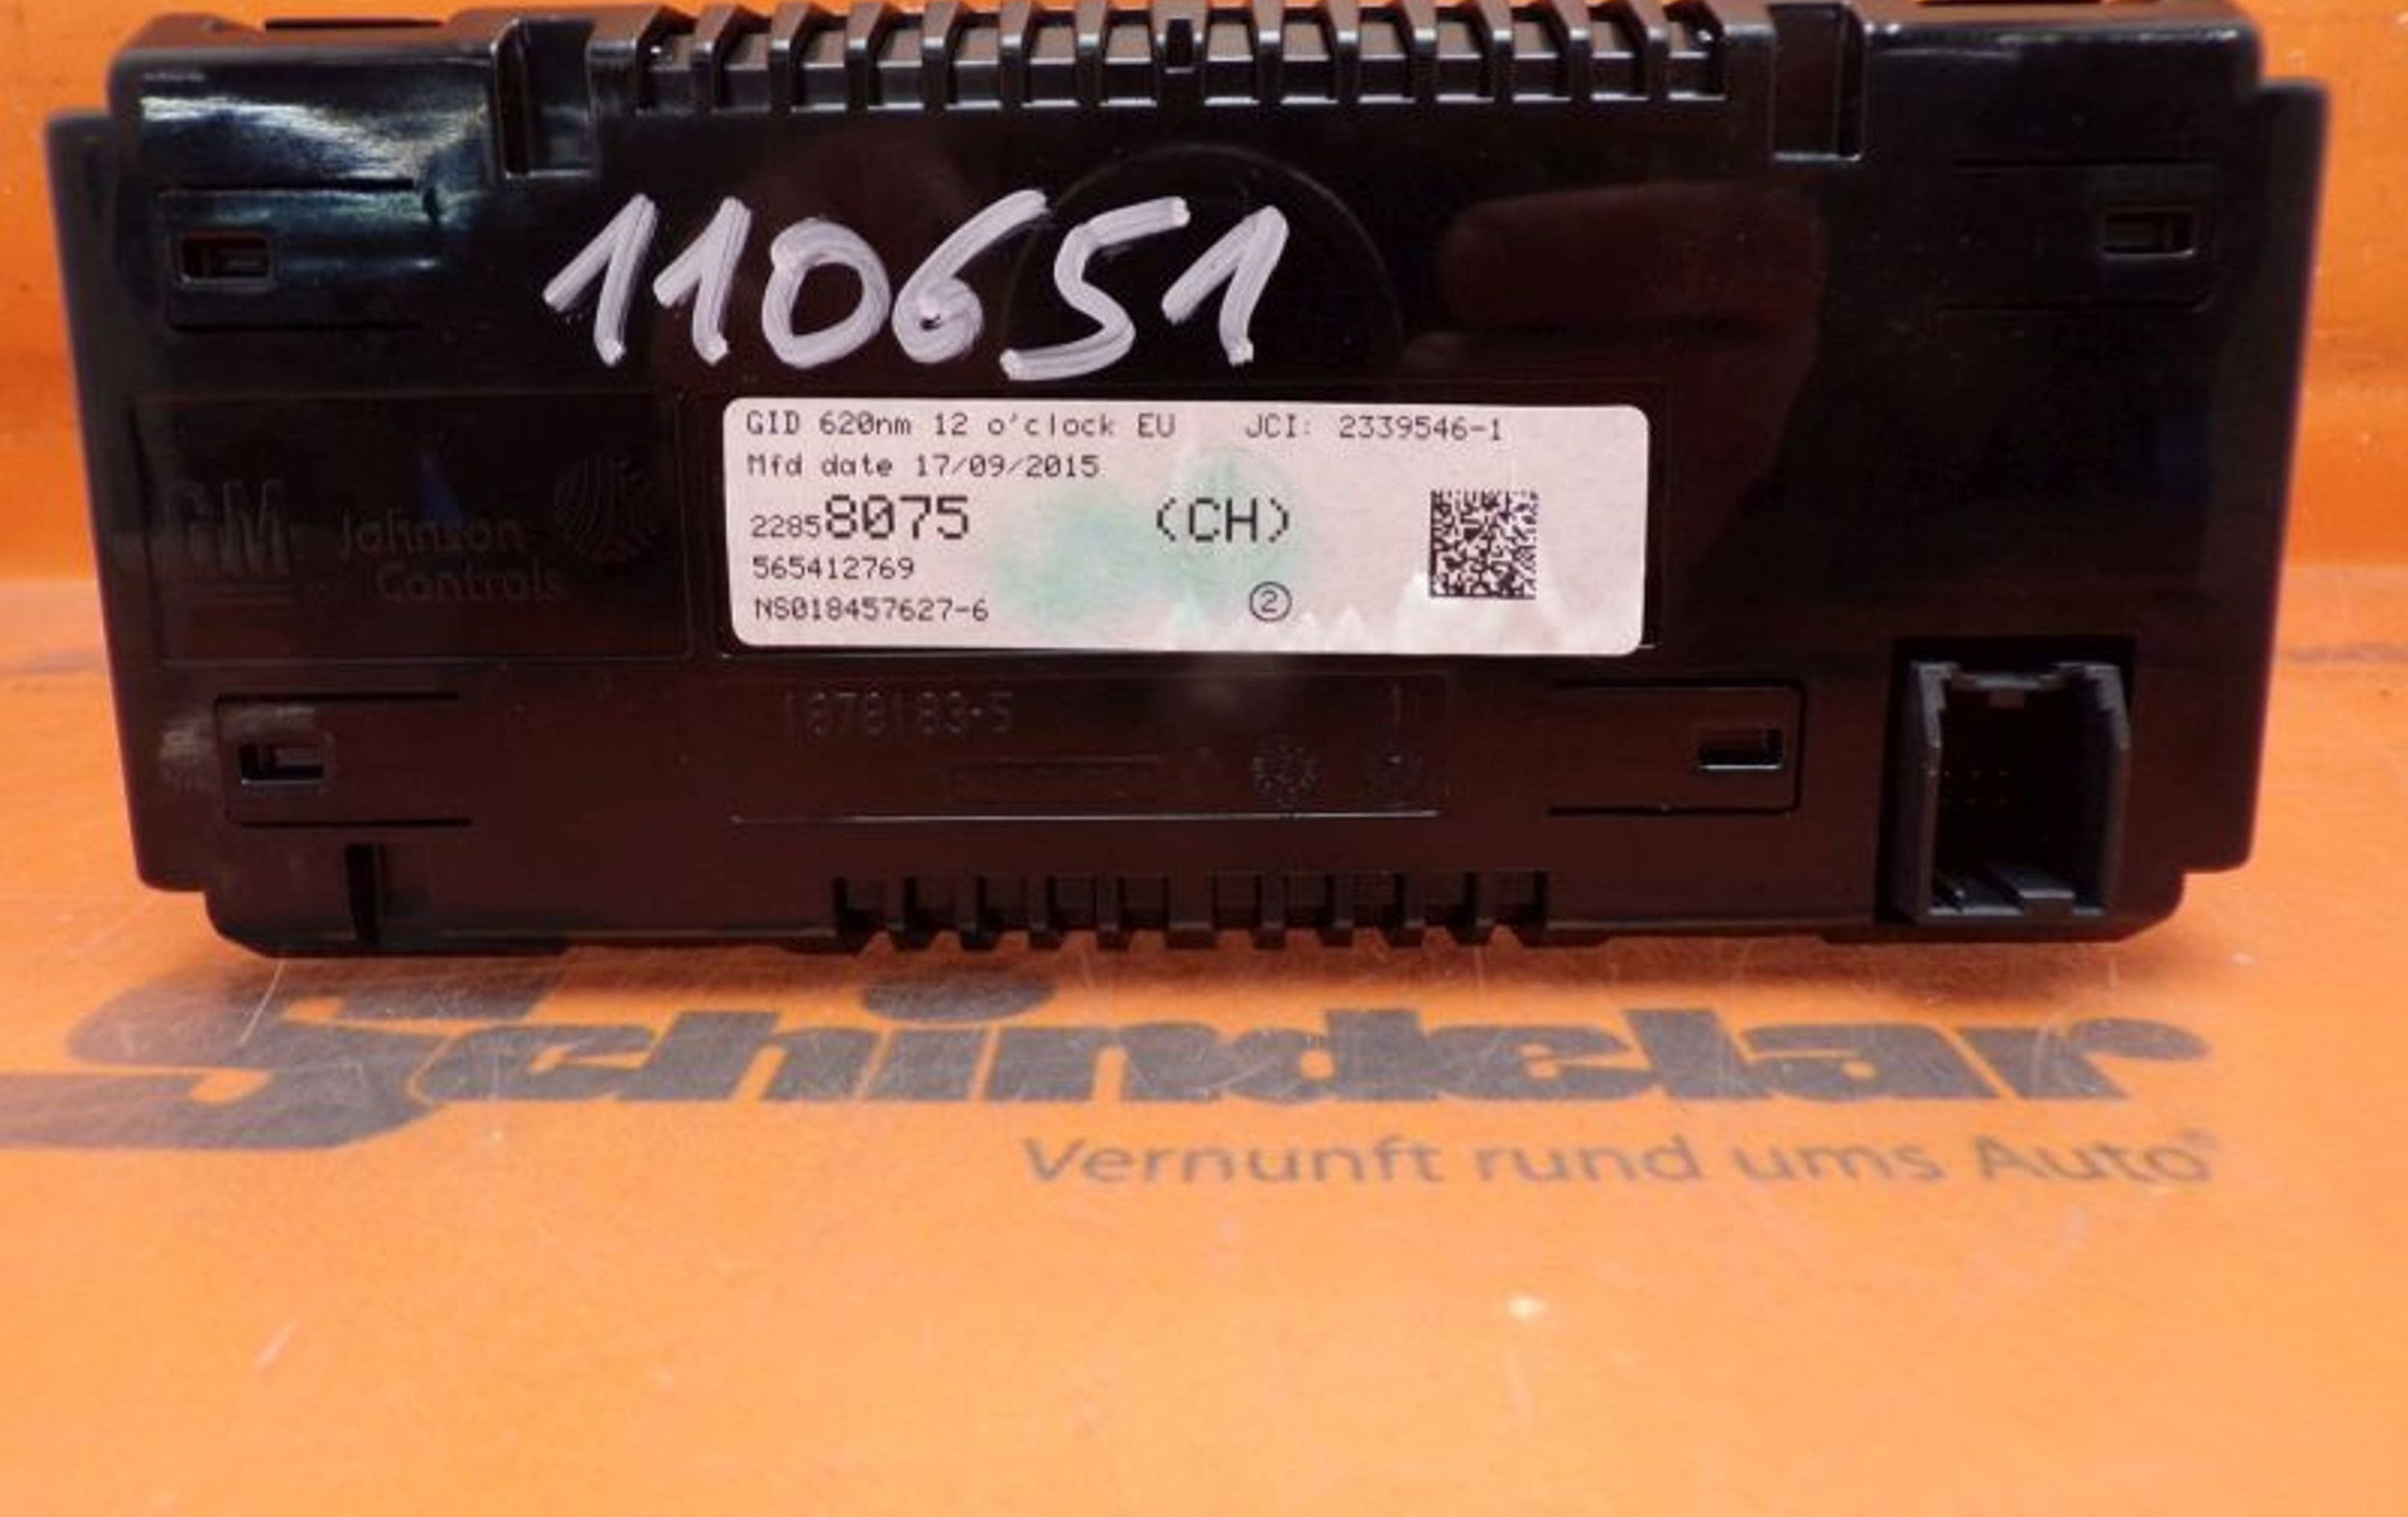 110651
GID 620nm 12 o'clock EU JCI: 2339546-1
Mfd date 17/09/2015
22858075 (CH)
565412769
NS018457627-6 2
GM Johnson
Controls
1878183-5
Schindelar
Vernunft rund ums Auto®